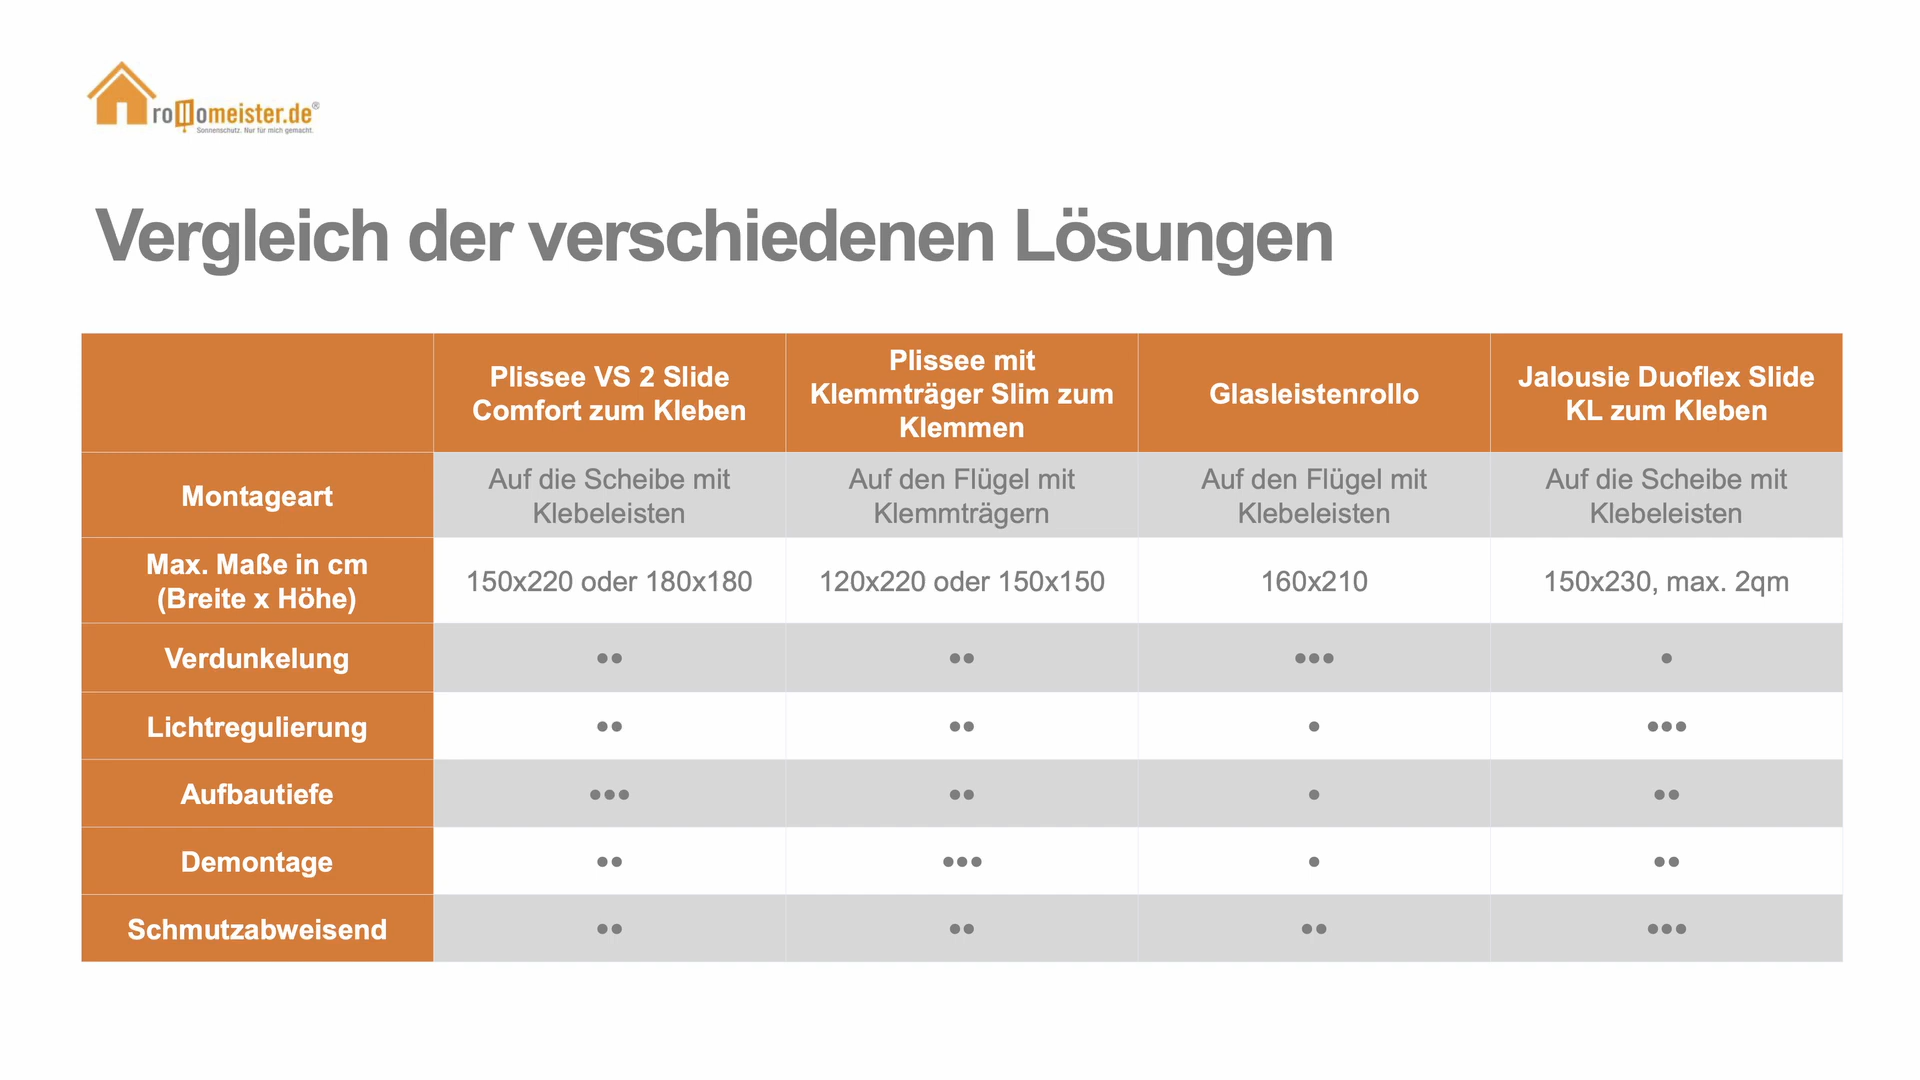 rollomeister.de®
Sonnenschutz. Nur für mich gemacht.
Vergleich der verschiedenen Lösungen
Plissee VS 2 Slide
Comfort zum Kleben
Plissee mit
Klemmträger Slim zum
Klemmen
Glasleistenrollo
Jalousie Duoflex Slide
KL zum Kleben
Montageart
Auf die Scheibe mit
Klebeleisten
Auf den Flügel mit
Klemmträgern
Auf den Flügel mit
Klebeleisten
Auf die Scheibe mit
Klebeleisten
Max. Maße in cm
(Breite x Höhe)
150x220 oder 180x180
120x220 oder 150x150
160x210
150x230, max. 2qm
Verdunkelung
••
••
•••
•
Lichtregulierung
••
••
•
•••
Aufbautiefe
•••
••
•
••
Demontage
••
•••
•
••
Schmutzabweisend
••
••
••
•••